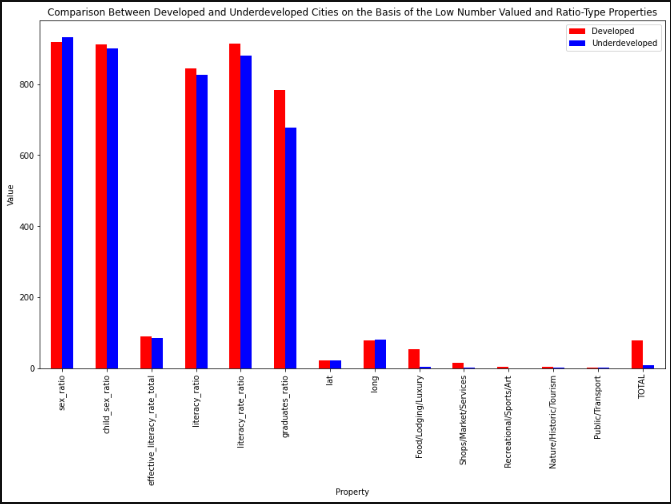 Comparison Between Developed and Underdeveloped Cities on the Basis of the Low Number Valued and Ratio-Type Properties
Developed
Underdeveloped
Value
800
600
400
200
0
sex_ratio
child_sex_ratio
effective_literacy_rate_total
literacy_ratio
literacy_rate_ratio
graduates_ratio
lat
long
Food/Lodging/Luxury
Shops/Market/Services
Recreational/Sports/Art
Nature/Historic/Tourism
Public/Transport
TOTAL
Property